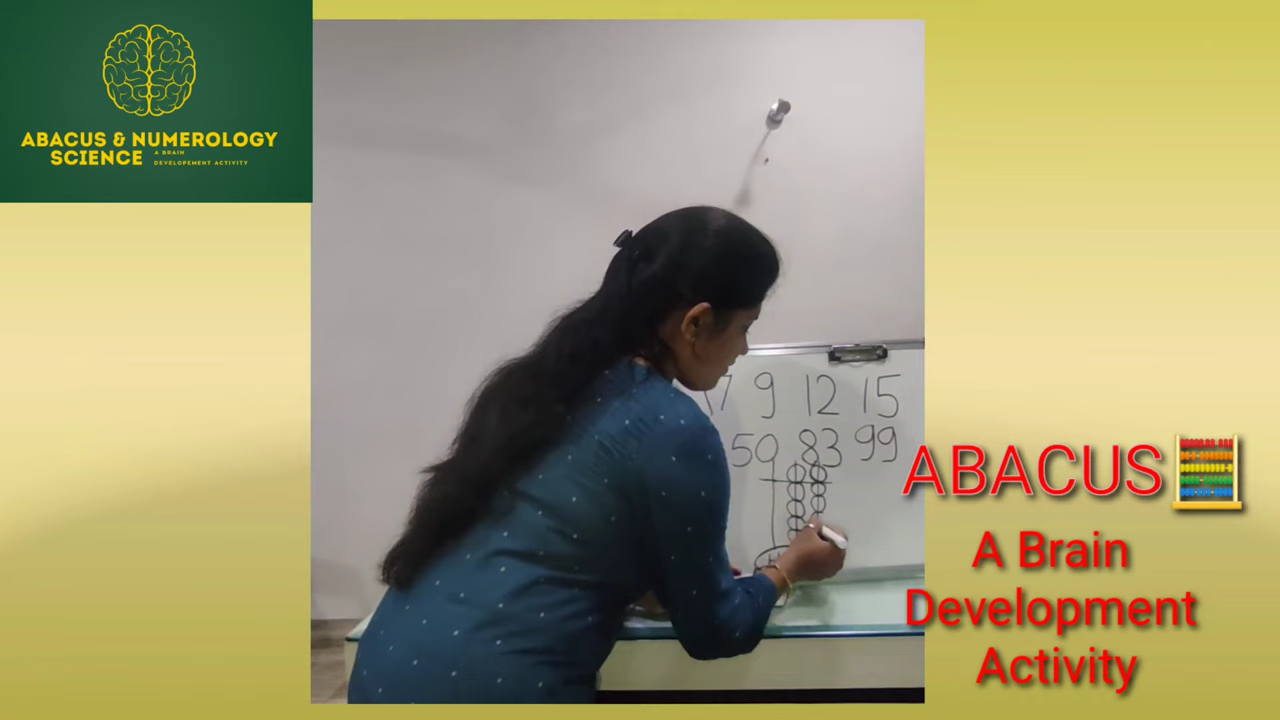 ABACUS & NUMEROLOGY
SCIENCE A BRAIN
DEVELOPEMENT ACTIVITY
7 9 12 15
50 83 99
ABACUS
A Brain
Development
Activity